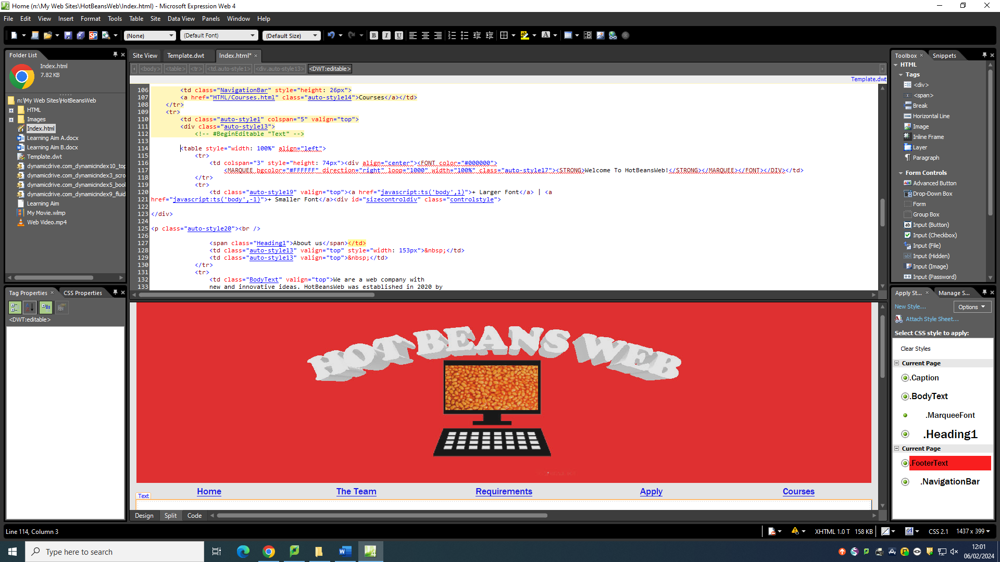 Home (n:\My Web Sites\HotBeansWeb\Index.html) - Microsoft Expression Web 4
File Edit View Insert Format Tools Table Site Data View Panels Window Help
(None) (Default Font) (Default Size)
Folder List
Index.html
7.82 KB
n:\My Web Sites\HotBeansWeb
HTML
Images
Index.html
Learning Aim A.docx
Learning Aim B.docx
Template.dwt
dynamicdrive.com_dynamicindex10_top
dynamicdrive.com_dynamicindex3_scro
dynamicdrive.com_dynamicindex5_bool
dynamicdrive.com_dynamicindex9_fluid
Learning Aim
My Movie.wlmp
Web Video.mp4
Tag Properties CSS Properties
<DWT:editable>
Site View Template.dwt Index.html*
<body> <table> <tr> <td.auto-style1> <div.auto-style13> <DWT:editable>
Template.dwt
106 <td class="NavigationBar" style="height: 26px">
107 <a href="HTML/Courses.html" class="auto-style14">Courses</a></td>
108 </tr>
109 <tr>
110 <td class="auto-style1" colspan="5" valign="top">
111 <div class="auto-style13">
112 <!-- #BeginEditable "Text" -->
113
114 <table style="width: 100%" align="left">
115 <tr>
116 <td colspan="3" style="height: 74px"><div align="center"><FONT color="#000000">
117 <MARQUEE bgcolor="#FFFFFF" direction="right" loop="1000" width="100%" class="auto-style17"><STRONG>Welcome To HotBeansWeb!</STRONG></MARQUEE></FONT></DIV></td>
118 </tr>
119 <tr>
120 <td class="auto-style19" valign="top"><a href="javascript:ts('body',1)">+ Larger Font</a> | <a
121 href="javascript:ts('body',-1)">+ Smaller Font</a><div id="sizecontroldiv" class="controlstyle">
122
123 </div>
124
125 <p class="auto-style20"><br />
126
127 <span class="Heading1">About us</span></td>
128 <td class="auto-style13" valign="top" style="width: 153px">&nbsp;</td>
129 <td class="auto-style13" valign="top">&nbsp;</td>
130 </tr>
131 <tr>
132 <td class="BodyText" valign="top">We are a web company with
133 new and innovative ideas. HotBeansWeb was established in 2020 by
HOT BEANS WEB
Home The Team Requirements Apply Courses
Text
Design Split Code
Toolbox Snippets
HTML
Tags
<div>
<span>
Break
Horizontal Line
Image
Inline Frame
Layer
Paragraph
Form Controls
Advanced Button
Drop-Down Box
Form
Group Box
Input (Button)
Input (Checkbox)
Input (File)
Input (Hidden)
Input (Image)
Input (Password)
Apply St... Manage S...
New Style... Options
Attach Style Sheet...
Select CSS style to apply:
Clear Styles
Current Page
.Caption
.BodyText
.MarqueeFont
.Heading1
Current Page
.FooterText
.NavigationBar
Line 114, Column 3
XHTML 1.0 T 158 KB CSS 2.1 1437 x 399
Type here to search
12:01
06/02/2024